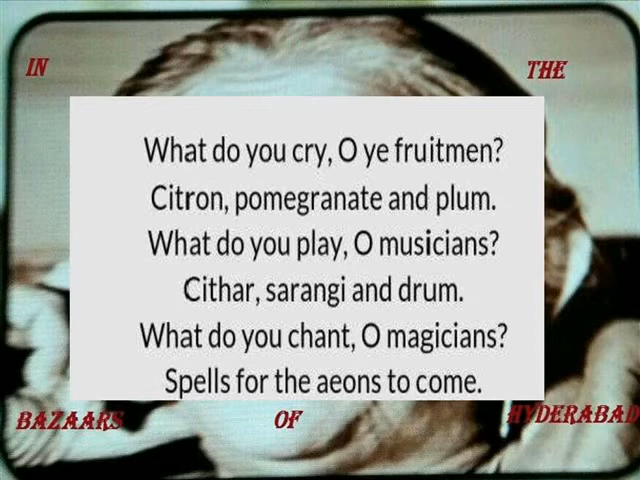 IN THE
What do you cry, O ye fruitmen?
Citron, pomegranate and plum.
What do you play, O musicians?
Cithar, sarangi and drum.
What do you chant, O magicians?
Spells for the aeons to come.
BAZAARS OF HYDERABAD